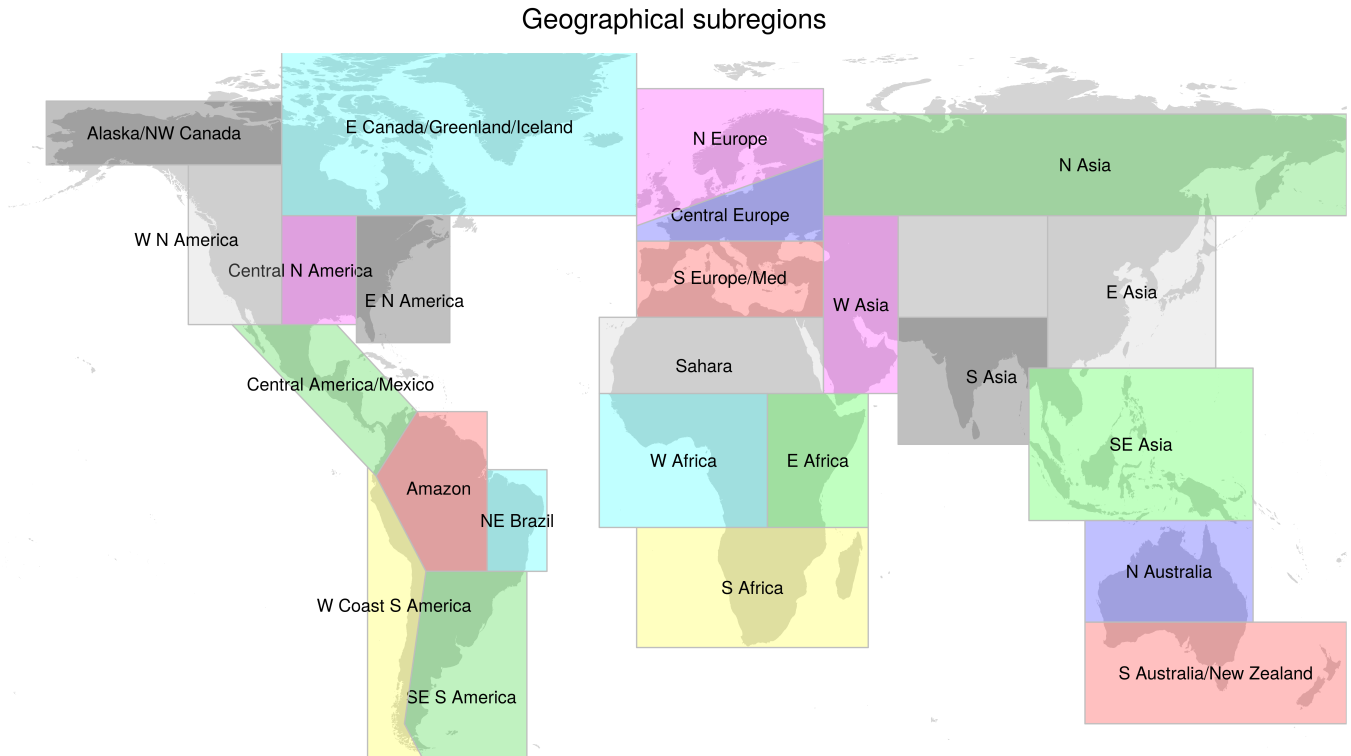 Geographical subregions
Alaska/NW Canada
E Canada/Greenland/Iceland
N Europe
N Asia
Central Europe
W N America
Central N America
E N America
S Europe/Med
W Asia
E Asia
Sahara
S Asia
Central America/Mexico
SE Asia
W Africa
E Africa
Amazon
NE Brazil
N Australia
S Africa
W Coast S America
S Australia/New Zealand
SE S America